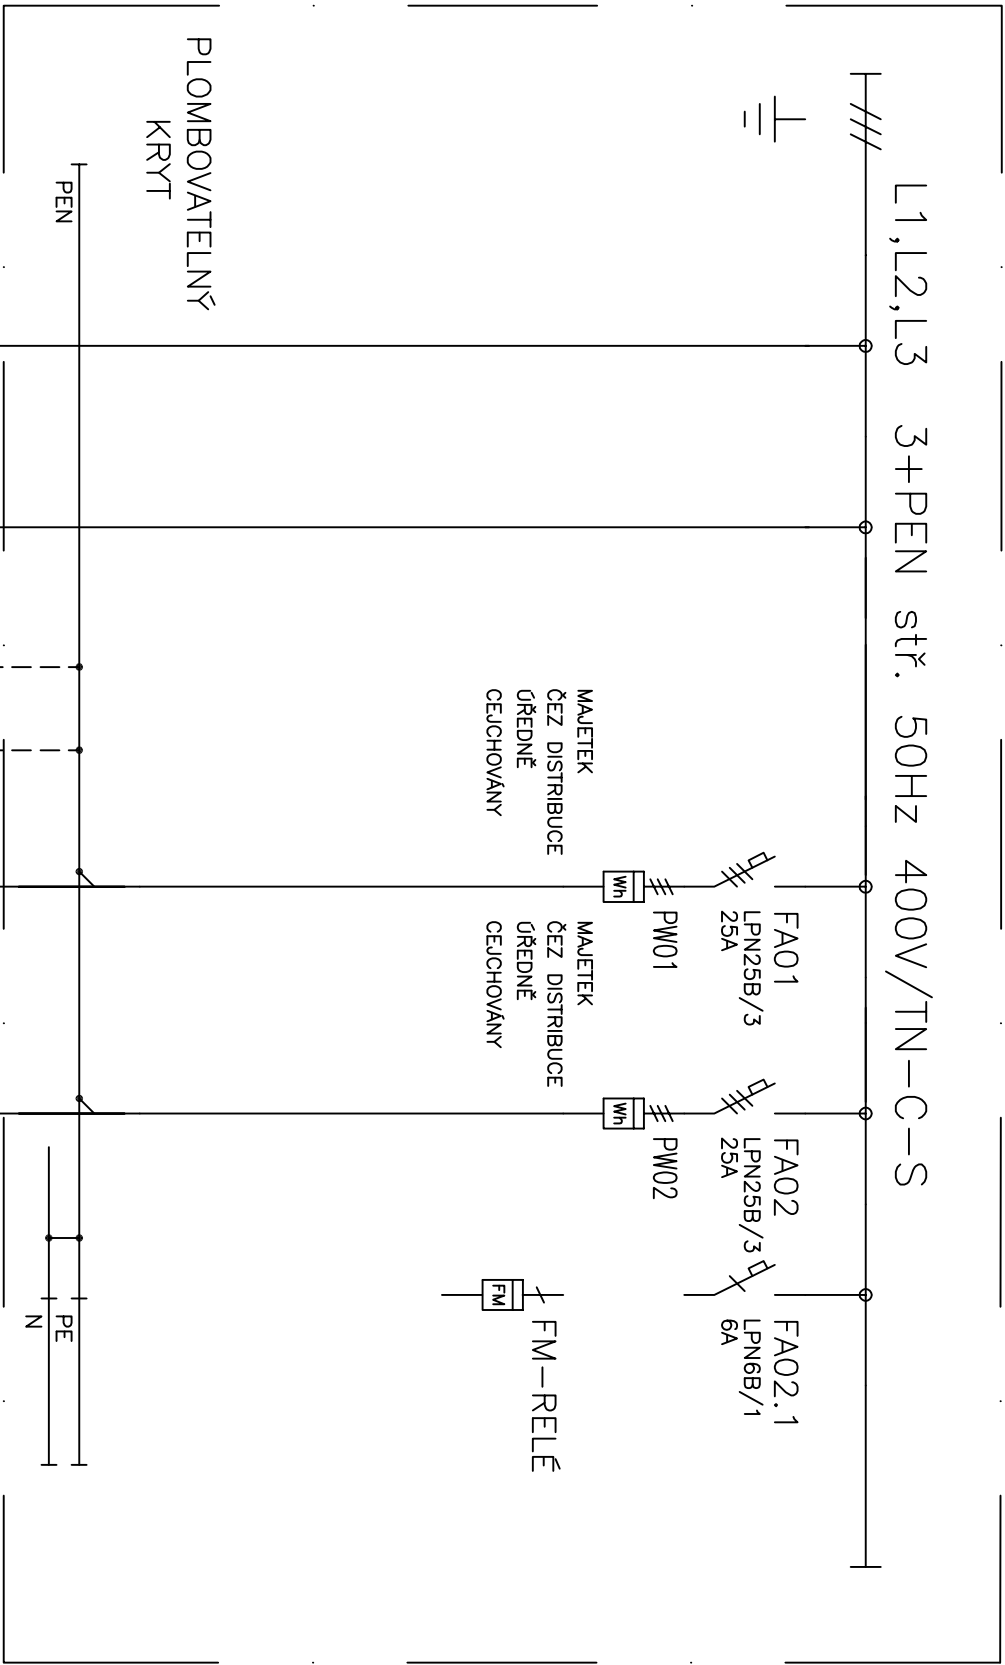 L1,L2,L3 3+PEN stř. 50Hz 400V/TN-C-S
FA01
LPN25B/3
25A
FA02
LPN25B/3
25A
FA02.1
LPN6B/1
6A
PW01
Wh
PW02
Wh
MAJETEK
ČEZ DISTRIBUCE
ÚŘEDNĚ
CEJCHOVÁNY
MAJETEK
ČEZ DISTRIBUCE
ÚŘEDNĚ
CEJCHOVÁNY
FM-RELÉ
FM
PLOMBOVATELNÝ
KRYT
PEN
PE
N